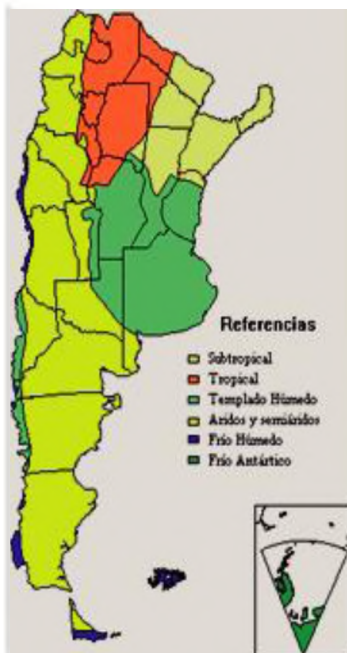 Referencias
Subtropical
Tropical
Templado Húmedo
Aridos y semiáridos
Frío Húmedo
Frío Antártico